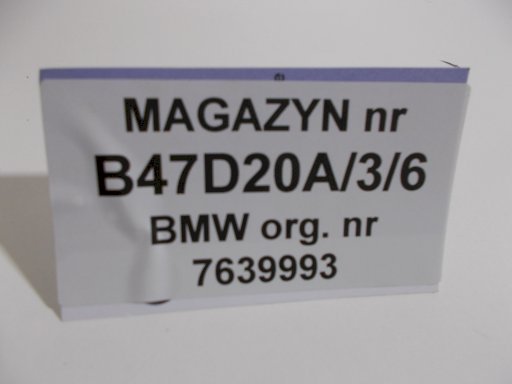 MAGAZYN nr
B47D20A/3/6
BMW org. nr
7639993